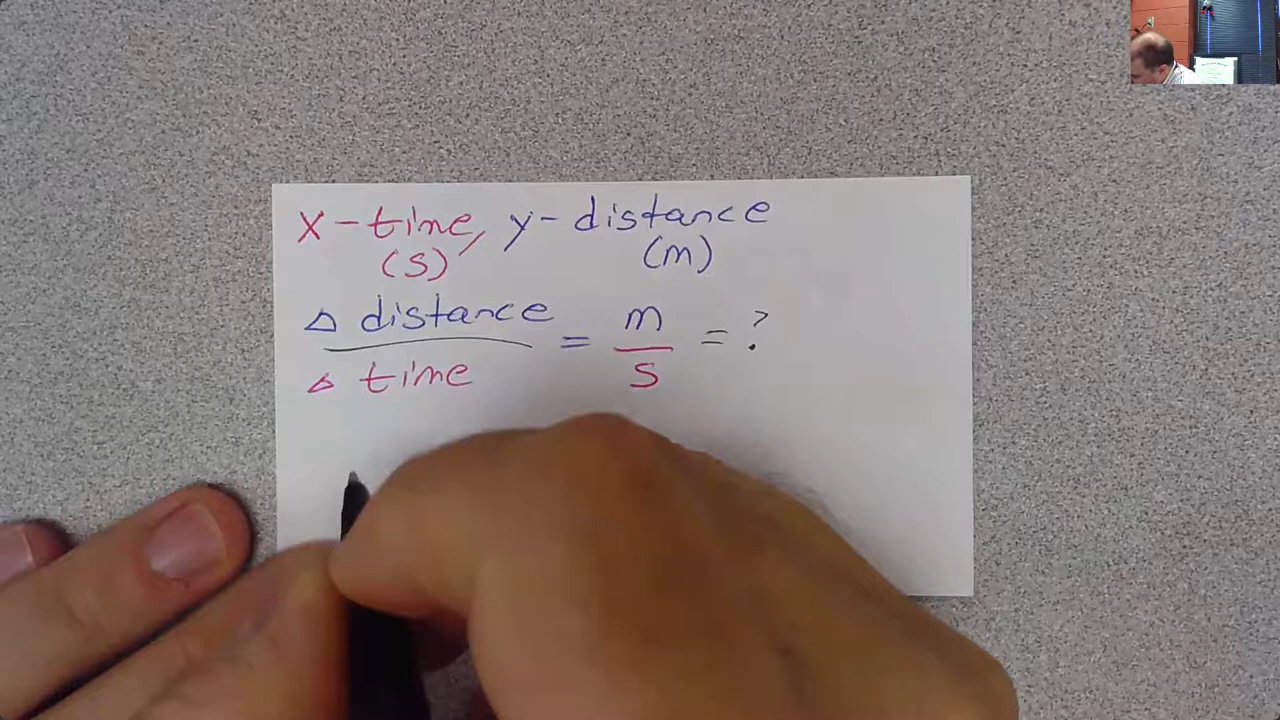 x-time, y-distance
(s) (m)
△ distance = m = ?
△ time s